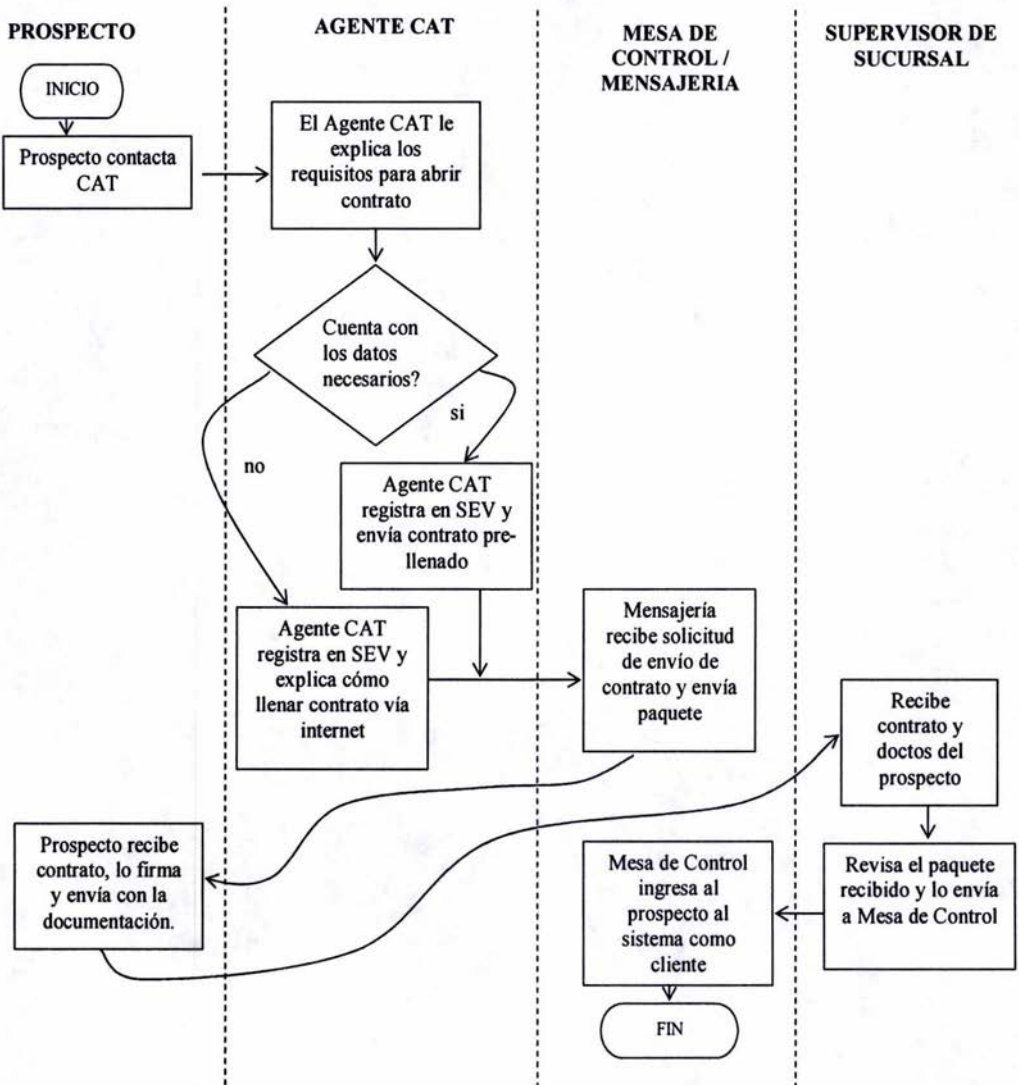 PROSPECTO
AGENTE CAT
MESA DE
CONTROL /
MENSAJERIA
SUPERVISOR DE
SUCURSAL
INICIO
Prospecto contacta
CAT
El Agente CAT le
explica los
requisitos para abrir
contrato
Cuenta con
los datos
necesarios?
si
no
Agente CAT
registra en SEV y
envía contrato pre-
llenado
Agente CAT
registra en SEV y
explica cómo
llenar contrato vía
internet
Mensajería
recibe solicitud
de envío de
contrato y envía
paquete
Recibe
contrato y
doctos del
prospecto
Prospecto recibe
contrato, lo firma
y envía con la
documentación.
Mesa de Control
ingresa al
prospecto al
sistema como
cliente
Revisa el paquete
recibido y lo envía
a Mesa de Control
FIN